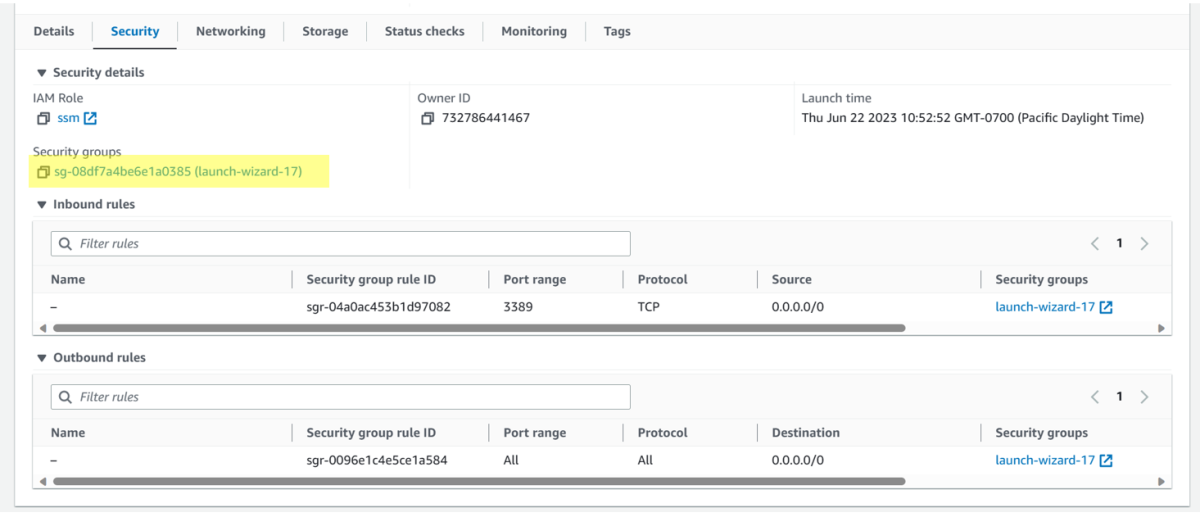 Details Security Networking Storage Status checks Monitoring Tags
Security details
IAM Role Owner ID Launch time
ssm 732786441467 Thu Jun 22 2023 10:52:52 GMT-0700 (Pacific Daylight Time)
Security groups
sg-08df7a4be6e1a0385 (launch-wizard-17)
Inbound rules
Filter rules 1
Name Security group rule ID Port range Protocol Source Security groups
– sgr-04a0ac453b1d97082 3389 TCP 0.0.0.0/0 launch-wizard-17
Outbound rules
Filter rules 1
Name Security group rule ID Port range Protocol Destination Security groups
– sgr-0096e1c4e5ce1a584 All All 0.0.0.0/0 launch-wizard-17